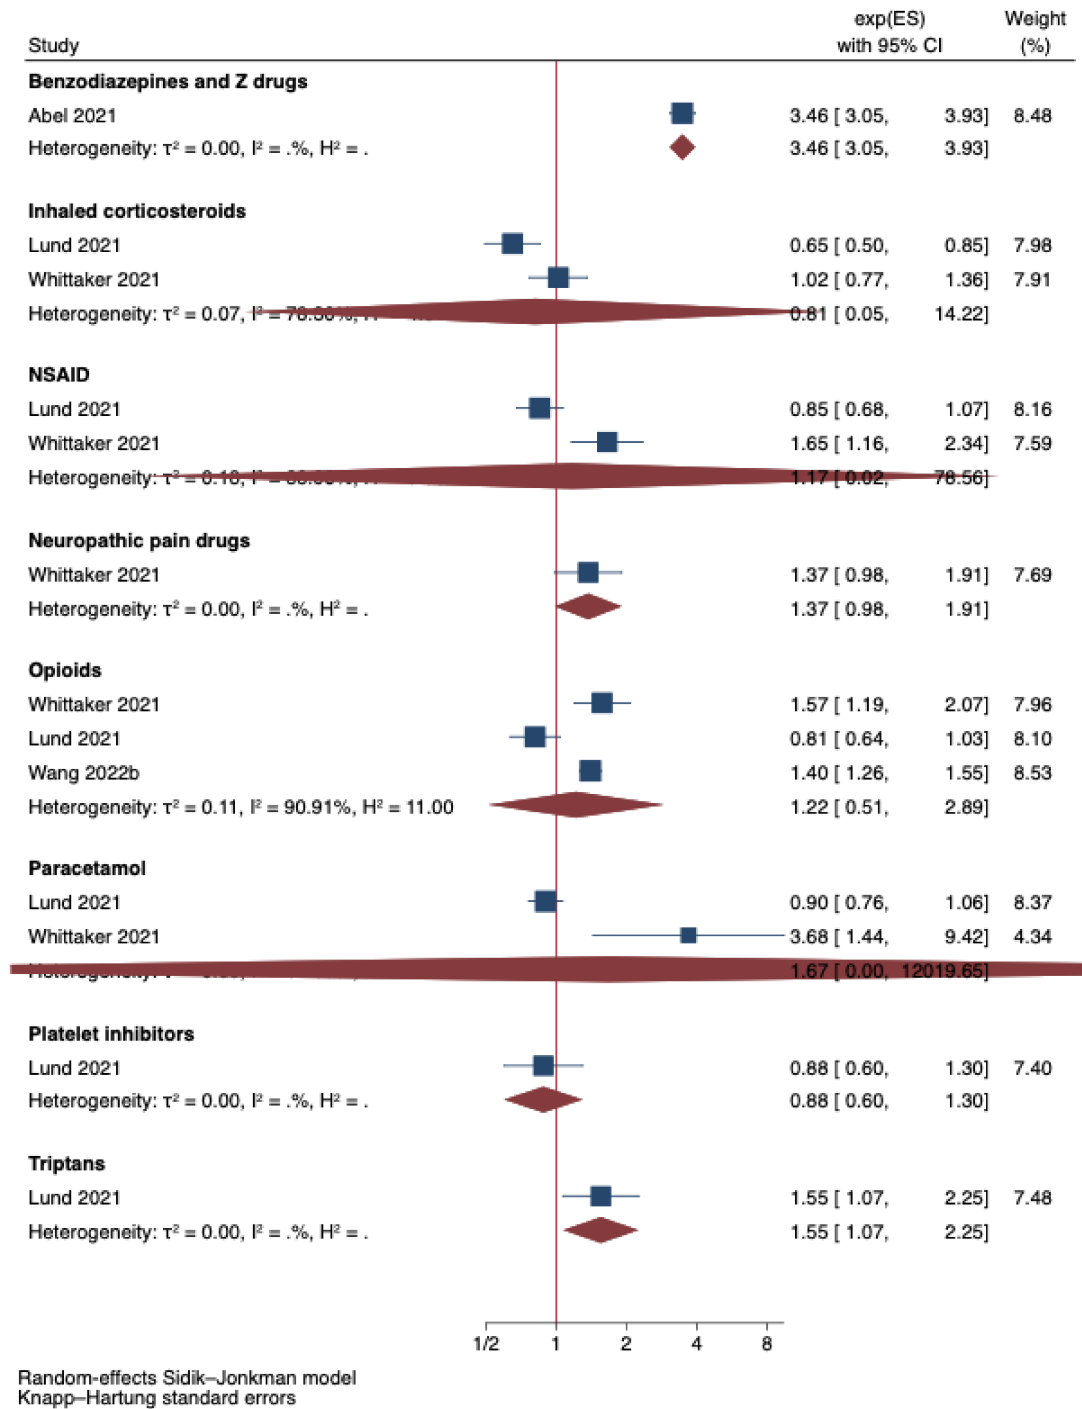 exp(ES) Weight
Study with 95% CI (%)
Benzodiazepines and Z drugs
Abel 2021 3.46 [ 3.05, 3.93] 8.48
Heterogeneity: τ² = 0.00, I² = .%, H² = . 3.46 [ 3.05, 3.93]
Inhaled corticosteroids
Lund 2021 0.65 [ 0.50, 0.85] 7.98
Whittaker 2021 1.02 [ 0.77, 1.36] 7.91
Heterogeneity: τ² = 0.07, I² = 0.81 [ 0.05, 14.22]
NSAID
Lund 2021 0.85 [ 0.68, 1.07] 8.16
Whittaker 2021 1.65 [ 1.16, 2.34] 7.59
Heterogeneity: τ² = I² = 1.17 [ 0.02, 78.56]
Neuropathic pain drugs
Whittaker 2021 1.37 [ 0.98, 1.91] 7.69
Heterogeneity: τ² = 0.00, I² = .%, H² = . 1.37 [ 0.98, 1.91]
Opioids
Whittaker 2021 1.57 [ 1.19, 2.07] 7.96
Lund 2021 0.81 [ 0.64, 1.03] 8.10
Wang 2022b 1.40 [ 1.26, 1.55] 8.53
Heterogeneity: τ² = 0.11, I² = 90.91%, H² = 11.00 1.22 [ 0.51, 2.89]
Paracetamol
Lund 2021 0.90 [ 0.76, 1.06] 8.37
Whittaker 2021 3.68 [ 1.44, 9.42] 4.34
1.67 [ 0.00, 12019.65]
Platelet inhibitors
Lund 2021 0.88 [ 0.60, 1.30] 7.40
Heterogeneity: τ² = 0.00, I² = .%, H² = . 0.88 [ 0.60, 1.30]
Triptans
Lund 2021 1.55 [ 1.07, 2.25] 7.48
Heterogeneity: τ² = 0.00, I² = .%, H² = . 1.55 [ 1.07, 2.25]
1/2 1 2 4 8
Random-effects Sidik–Jonkman model
Knapp–Hartung standard errors